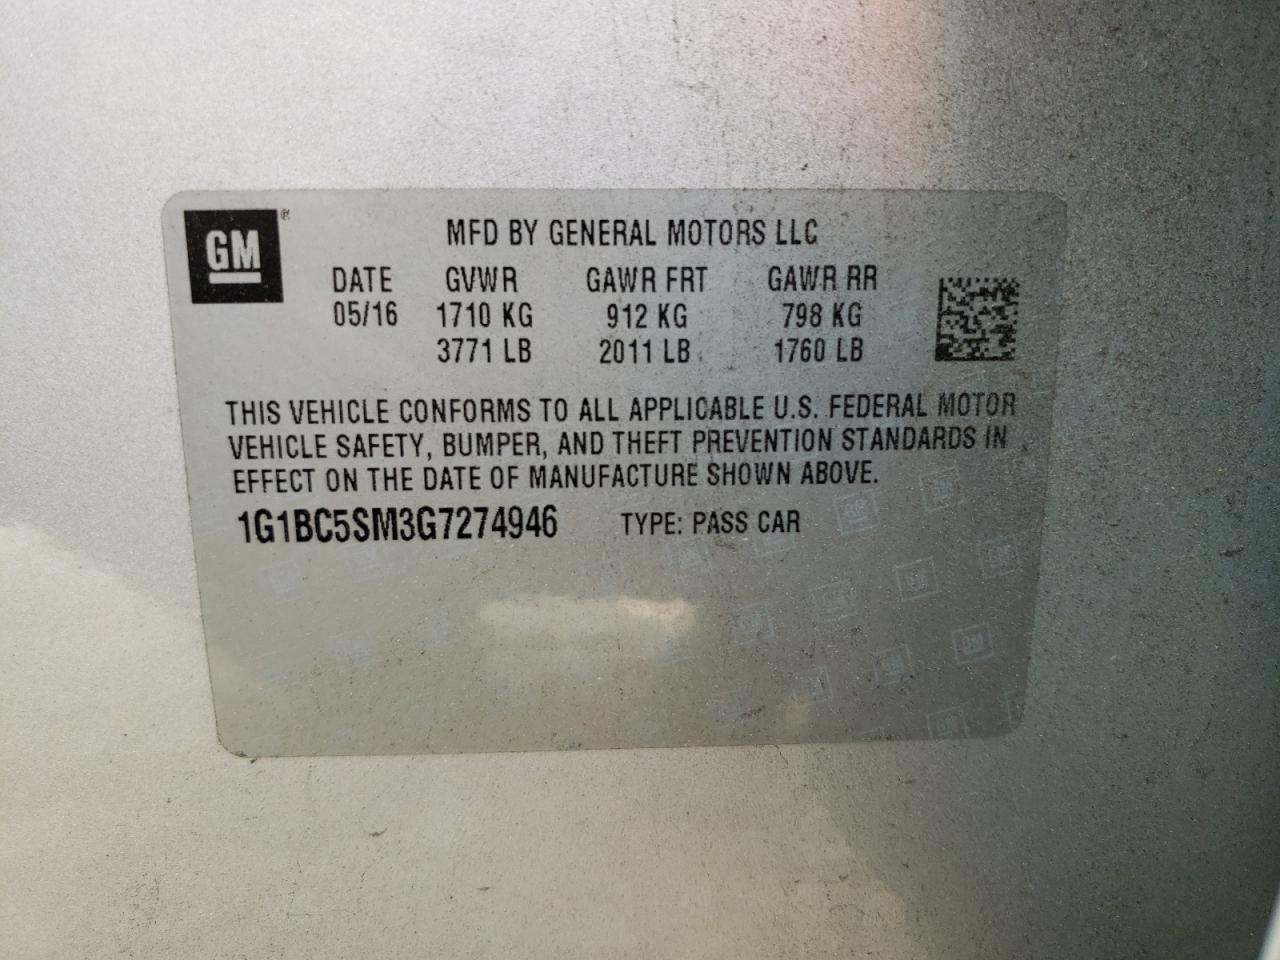 GM®
MFD BY GENERAL MOTORS LLC
DATE GVWR GAWR FRT GAWR RR
05/16 1710 KG 912 KG 798 KG
3771 LB 2011 LB 1760 LB
THIS VEHICLE CONFORMS TO ALL APPLICABLE U.S. FEDERAL MOTOR
VEHICLE SAFETY, BUMPER, AND THEFT PREVENTION STANDARDS IN
EFFECT ON THE DATE OF MANUFACTURE SHOWN ABOVE.
1G1BC5SM3G7274946 TYPE: PASS CAR